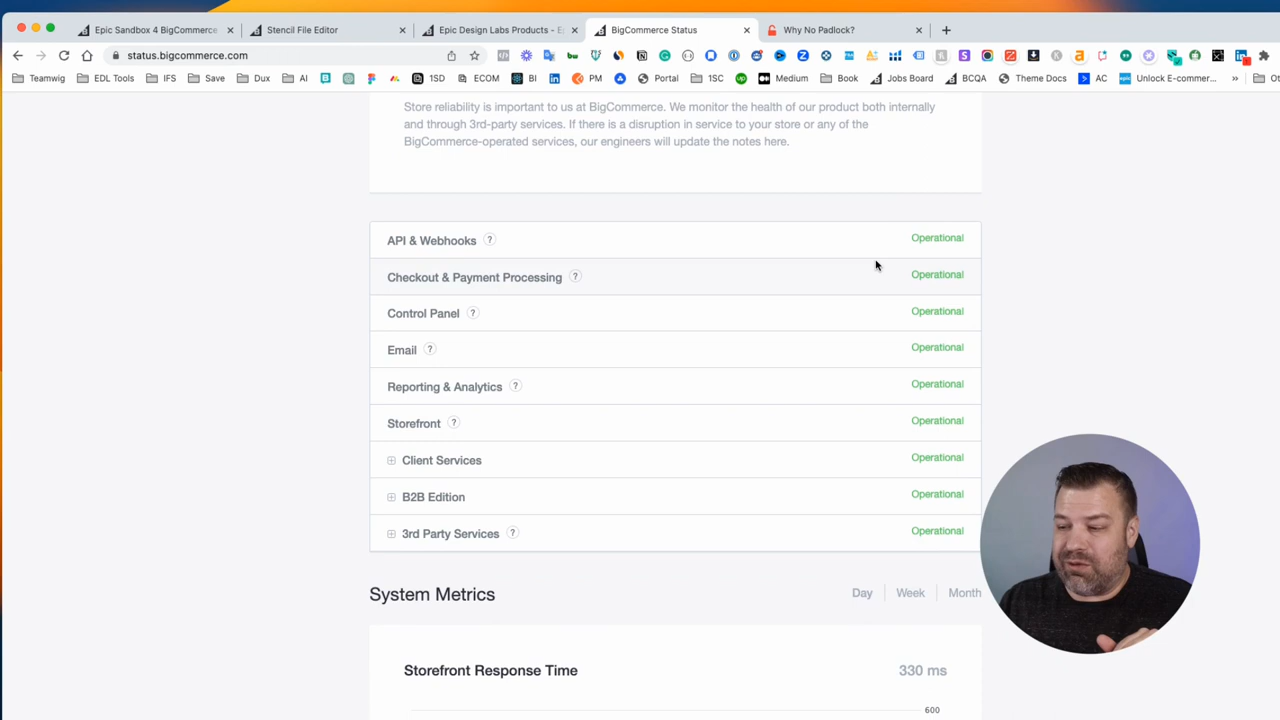 Epic Sandbox 4 BigCommerce
Stencil File Editor
Epic Design Labs Products - E
BigCommerce Status
Why No Padlock?
status.bigcommerce.com
Teamwig EDL Tools IFS Save Dux AI 1SD ECOM BI PM Portal 1SC Medium Book Jobs Board BCQA Theme Docs AC Unlock E-commer... » Ot
Store reliability is important to us at BigCommerce. We monitor the health of our product both internally
and through 3rd-party services. If there is a disruption in service to your store or any of the
BigCommerce-operated services, our engineers will update the notes here.
API & Webhooks ? Operational
Checkout & Payment Processing ? Operational
Control Panel ? Operational
Email ? Operational
Reporting & Analytics ? Operational
Storefront ? Operational
Client Services Operational
B2B Edition Operational
3rd Party Services ? Operational
System Metrics Day Week Month
Storefront Response Time 330 ms
600